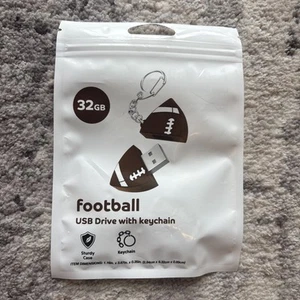 32GB
football
USB Drive with keychain
Sturdy
Case
Keychain